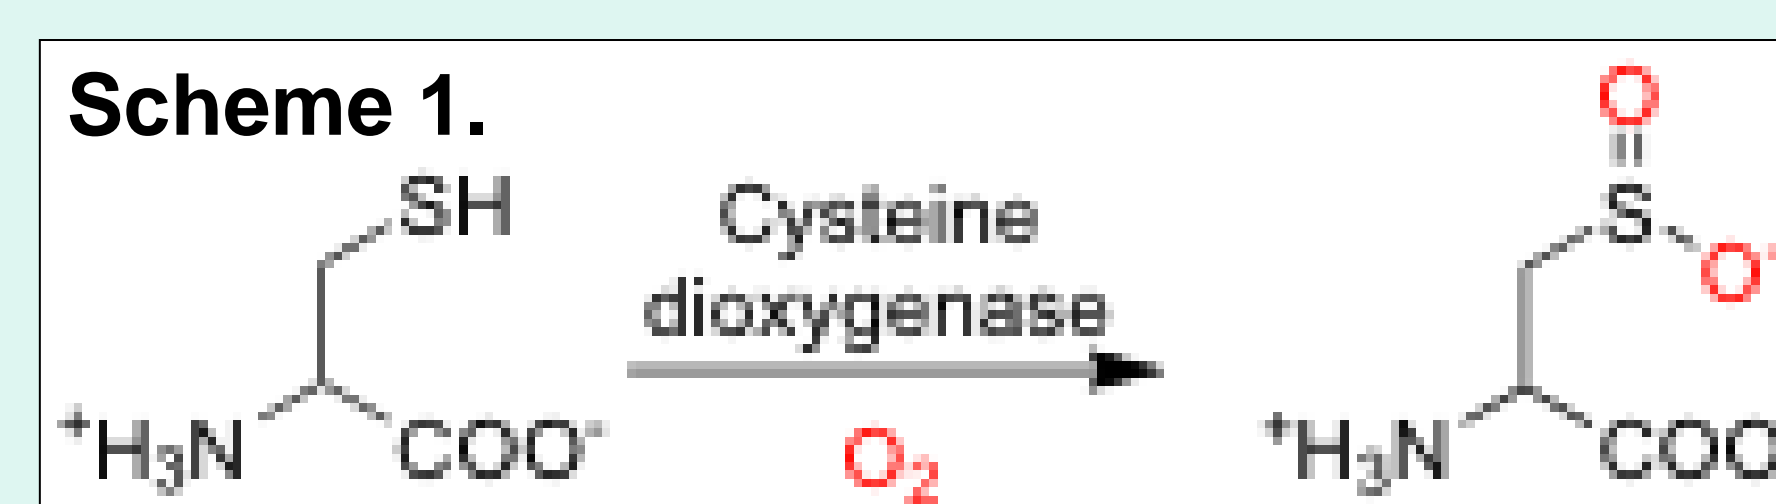 Scheme 1.
SH
Cysteine
dioxygenase
⁺H₃N
COO⁻
O₂
O
S
O⁻
⁺H₃N
COO